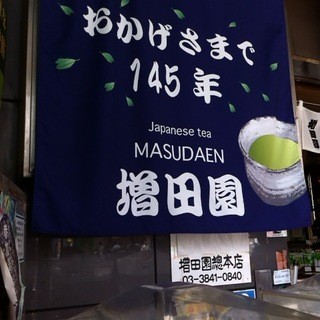 おかげさまで
145年
Japanese tea
MASUDAEN
増田園
増田園總本店
03-3841-0840